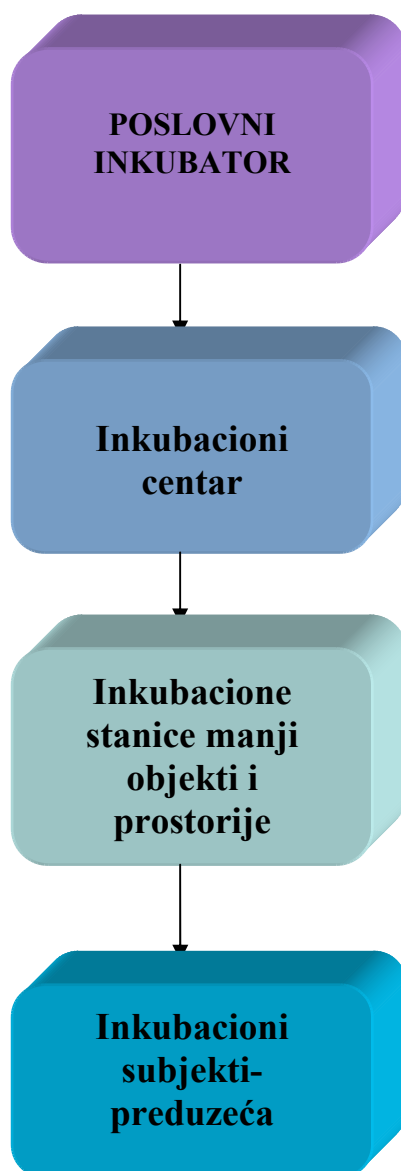 POSLOVNI
INKUBATOR
Inkubacioni
centar
Inkubacione
stanice manji
objekti i
prostorije
Inkubacioni
subjekti-
preduzeća